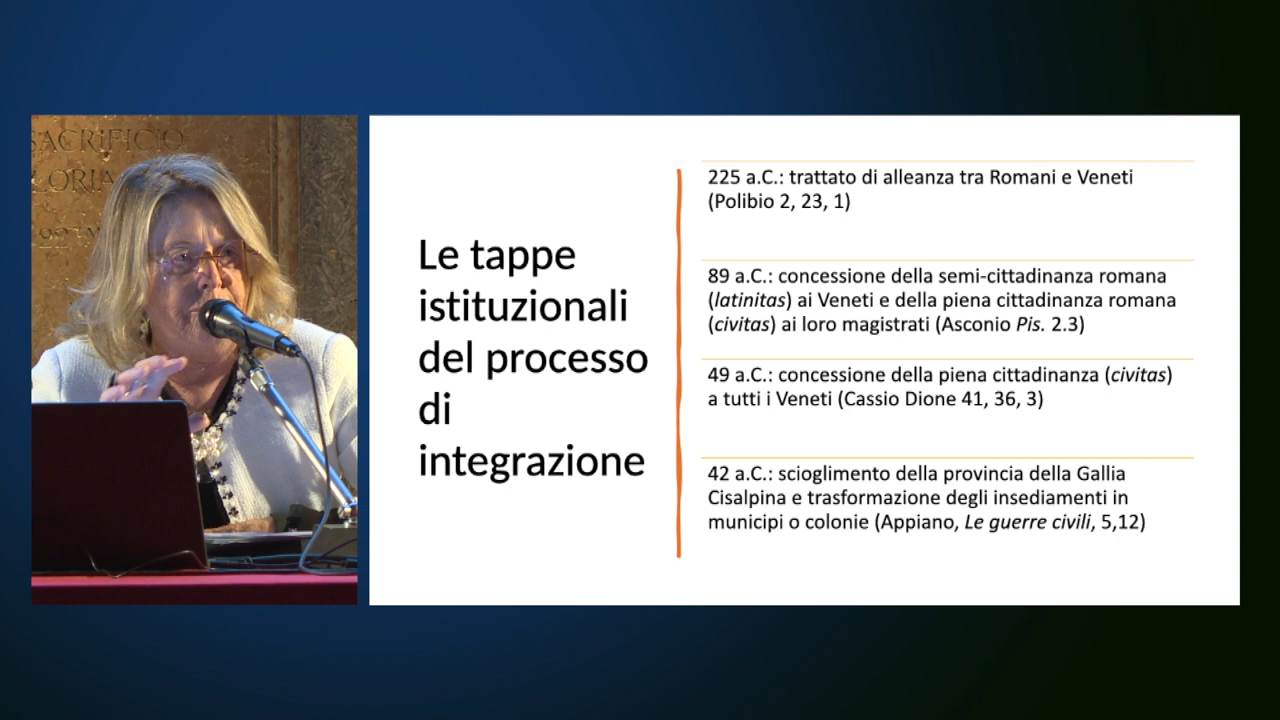 SACRIFICIO
LORIA
Le tappe
istituzionali
del processo
di
integrazione
225 a.C.: trattato di alleanza tra Romani e Veneti
(Polibio 2, 23, 1)
89 a.C.: concessione della semi-cittadinanza romana
(latinitas) ai Veneti e della piena cittadinanza romana
(civitas) ai loro magistrati (Asconio Pis. 2.3)
49 a.C.: concessione della piena cittadinanza (civitas)
a tutti i Veneti (Cassio Dione 41, 36, 3)
42 a.C.: scioglimento della provincia della Gallia
Cisalpina e trasformazione degli insediamenti in
municipi o colonie (Appiano, Le guerre civili, 5,12)